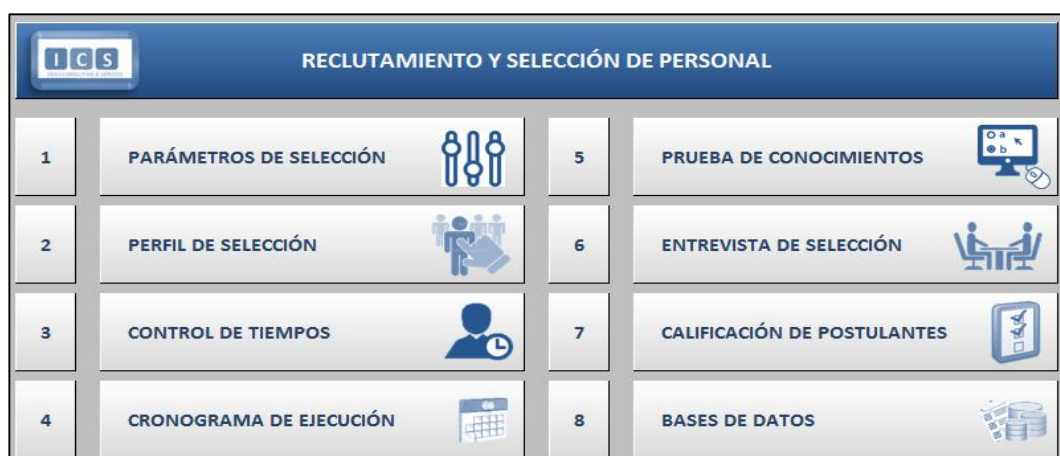 ICS
RECLUTAMIENTO Y SELECCIÓN DE PERSONAL
1 PARÁMETROS DE SELECCIÓN
2 PERFIL DE SELECCIÓN
3 CONTROL DE TIEMPOS
4 CRONOGRAMA DE EJECUCIÓN
5 PRUEBA DE CONOCIMIENTOS
a
b
6 ENTREVISTA DE SELECCIÓN
7 CALIFICACIÓN DE POSTULANTES
8 BASES DE DATOS